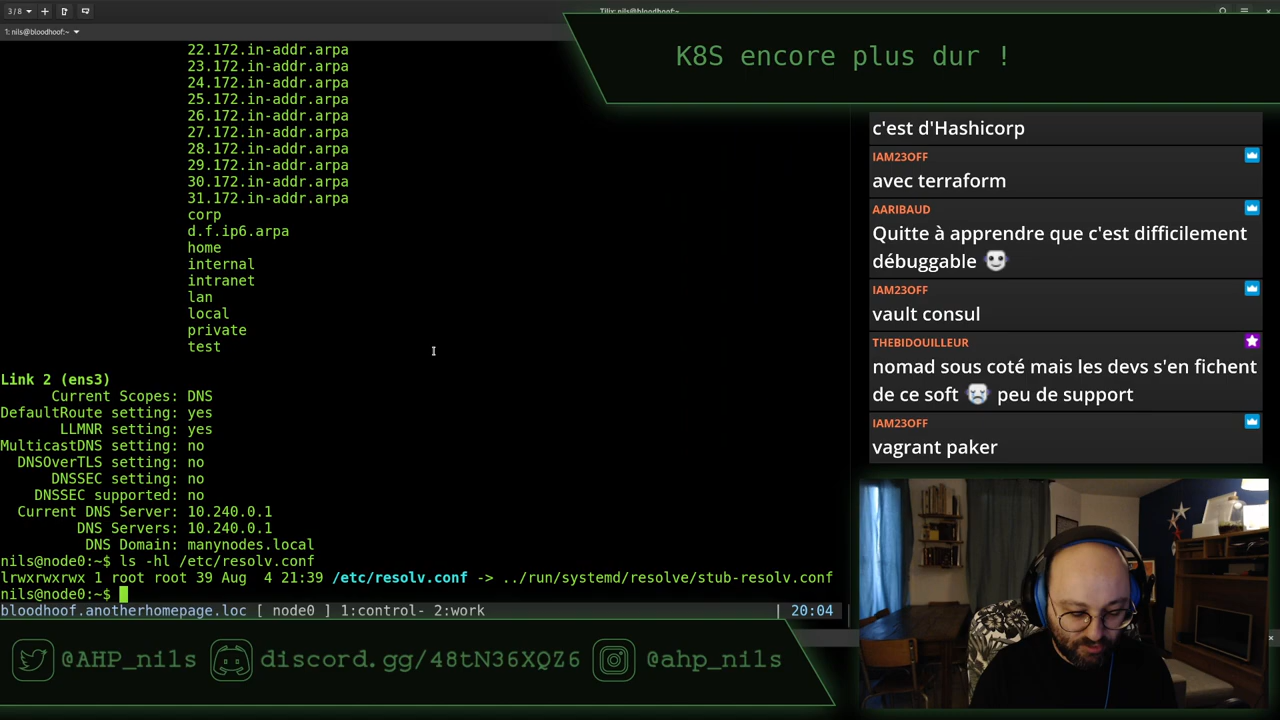 3 / 8
Tilix: nils@bloodhoof:~
1: nils@bloodhoof:~
K8S encore plus dur !
22.172.in-addr.arpa
23.172.in-addr.arpa
24.172.in-addr.arpa
25.172.in-addr.arpa
26.172.in-addr.arpa
27.172.in-addr.arpa
28.172.in-addr.arpa
29.172.in-addr.arpa
30.172.in-addr.arpa
31.172.in-addr.arpa
corp
d.f.ip6.arpa
home
internal
intranet
lan
local
private
test
Link 2 (ens3)
Current Scopes: DNS
DefaultRoute setting: yes
LLMNR setting: yes
MulticastDNS setting: no
DNSOverTLS setting: no
DNSSEC setting: no
DNSSEC supported: no
Current DNS Server: 10.240.0.1
DNS Servers: 10.240.0.1
DNS Domain: manynodes.local
nils@node0:~$ ls -hl /etc/resolv.conf
lrwxrwxrwx 1 root root 39 Aug  4 21:39 /etc/resolv.conf -> ../run/systemd/resolve/stub-resolv.conf
nils@node0:~$
bloodhoof.anotherhomepage.loc [ node0 ] 1:control- 2:work | 20:04
c'est d'Hashicorp
IAM23OFF
avec terraform
AARIBAUD
Quitte à apprendre que c'est difficilement
débuggable
IAM23OFF
vault consul
THEBIDOUILLEUR
nomad sous coté mais les devs s'en fichent
de ce soft peu de support
IAM23OFF
vagrant paker
@AHP_nils discord.gg/48tN36XQZ6 @ahp_nils